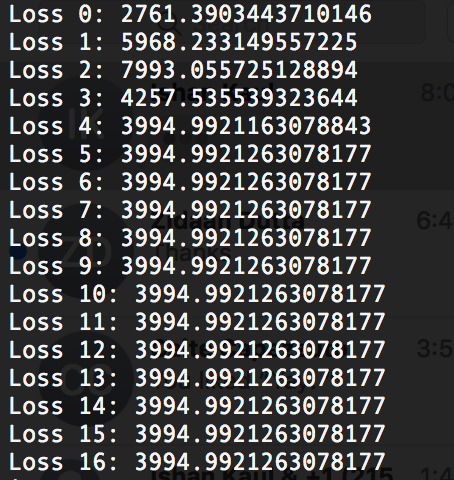 Loss 0: 2761.3903443710146
Loss 1: 5968.233149557225
Loss 2: 7993.055725128894
Loss 3: 4257.535539323644
Loss 4: 3994.9921163078843
Loss 5: 3994.9921263078177
Loss 6: 3994.9921263078177
Loss 7: 3994.9921263078177
Loss 8: 3994.9921263078177
Loss 9: 3994.9921263078177
Loss 10: 3994.9921263078177
Loss 11: 3994.9921263078177
Loss 12: 3994.9921263078177
Loss 13: 3994.9921263078177
Loss 14: 3994.9921263078177
Loss 15: 3994.9921263078177
Loss 16: 3994.9921263078177